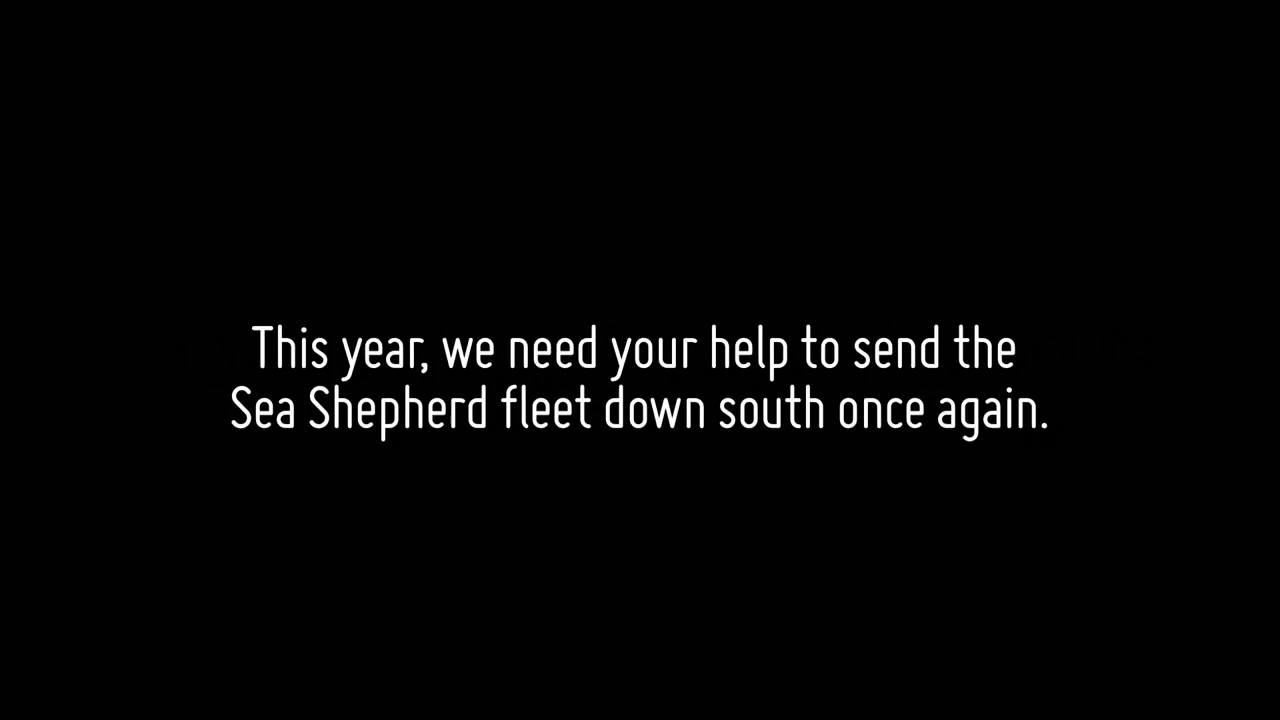 This year, we need your help to send the
Sea Shepherd fleet down south once again.